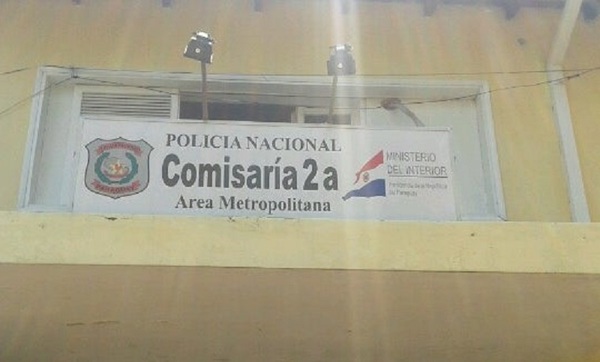 POLICIA NACIONAL
Comisaría 2 a
Area Metropolitana
MINISTERIO
DEL INTERIOR